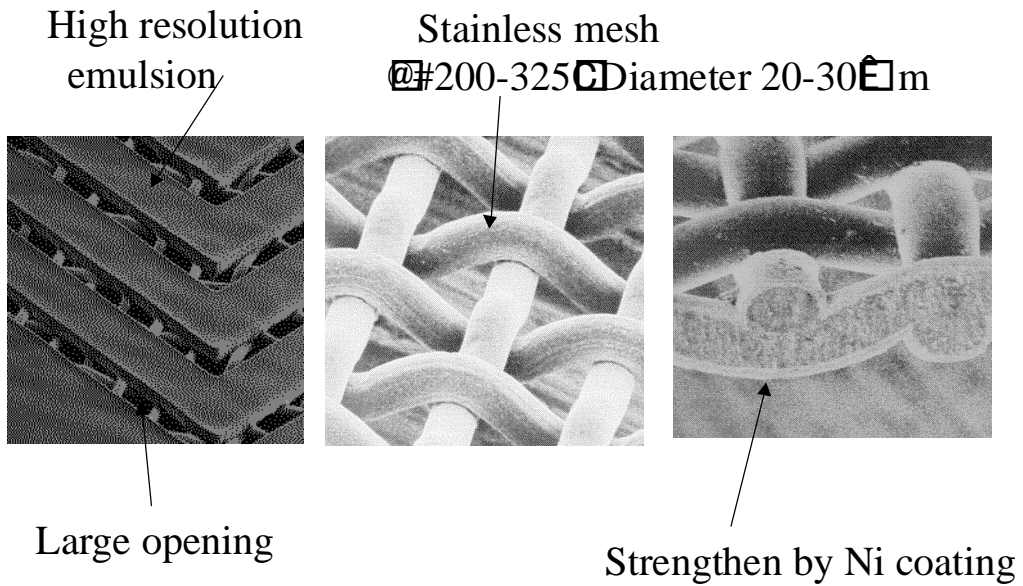 High resolution
emulsion
Stainless mesh
#200-325 Diameter 20-30 m
Large opening
Strengthen by Ni coating